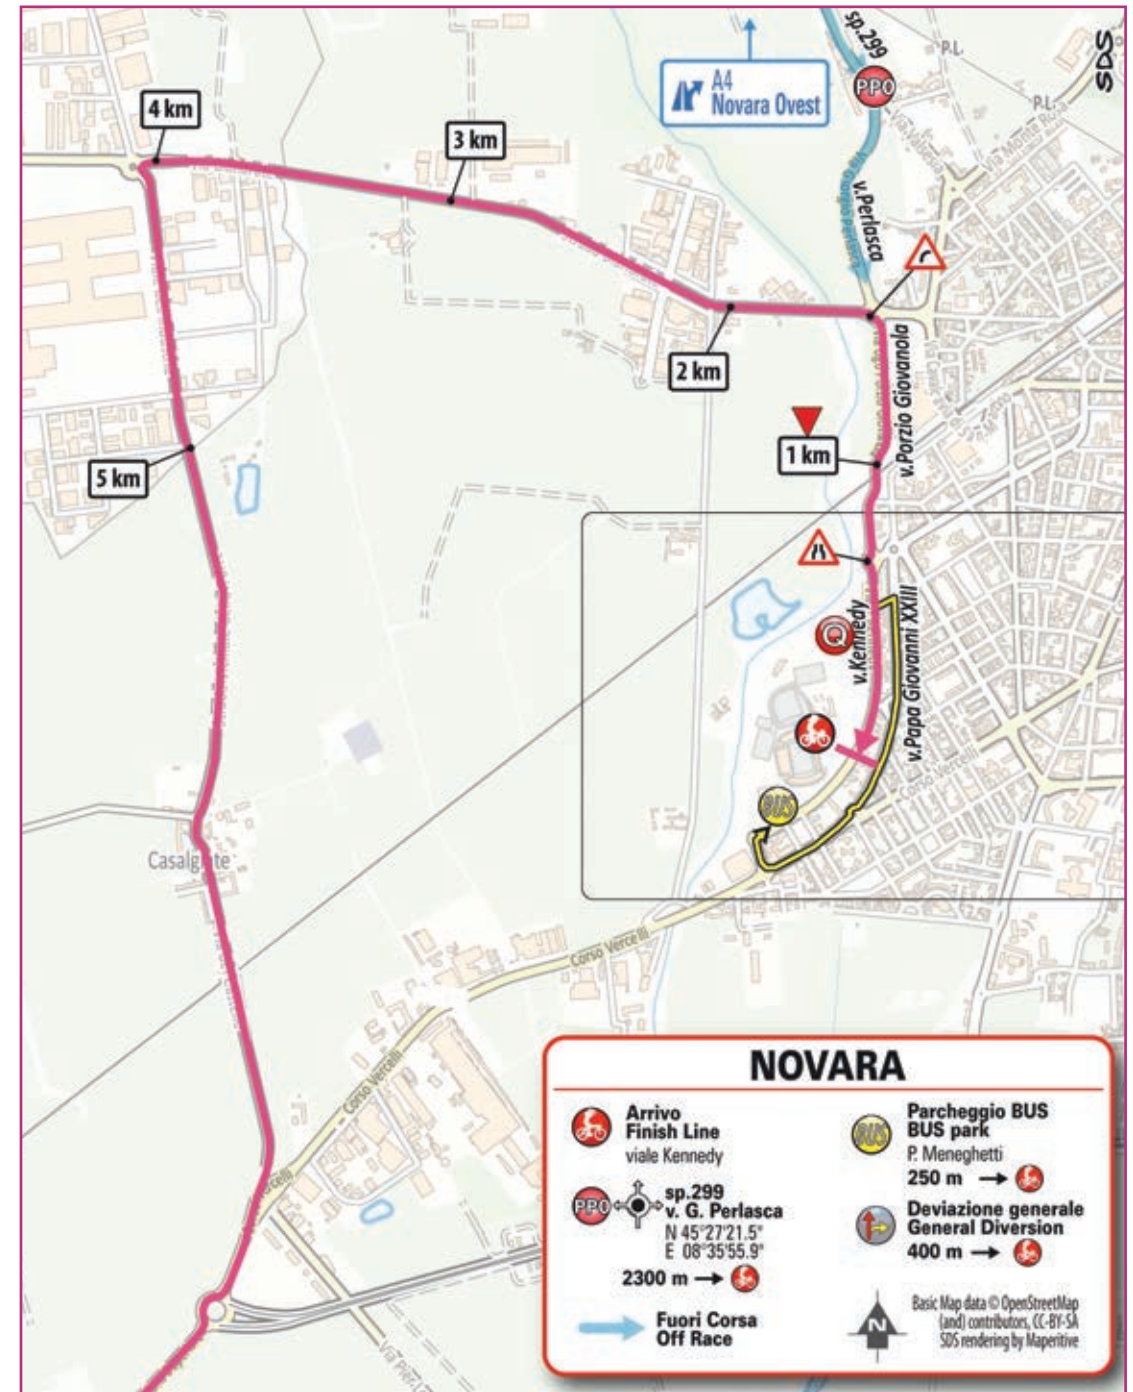 sp.299
SDS
P.L.
PPO
A4
Novara Ovest
P.L.
4 km
3 km
v.Perlasca
2 km
v.Porzio Giovanola
1 km
5 km
Q
v.Kennedy
v.Papa Giovanni XXIII
Corso Vercelli
BUS
Casalgiate
Corso Vercelli
Corso Vercelli
NOVARA
Arrivo
Finish Line
viale Kennedy
PPO
sp.299
v. G. Perlasca
N 45°27'21.5"
E 08°35'55.9"
2300 m
Fuori Corsa
Off Race
BUS
Parcheggio BUS
BUS park
P. Meneghetti
250 m
Deviazione generale
General Diversion
400 m
N
Basic Map data © OpenStreetMap
(and) contributors, CC-BY-SA
SDS rendering by Maperitive